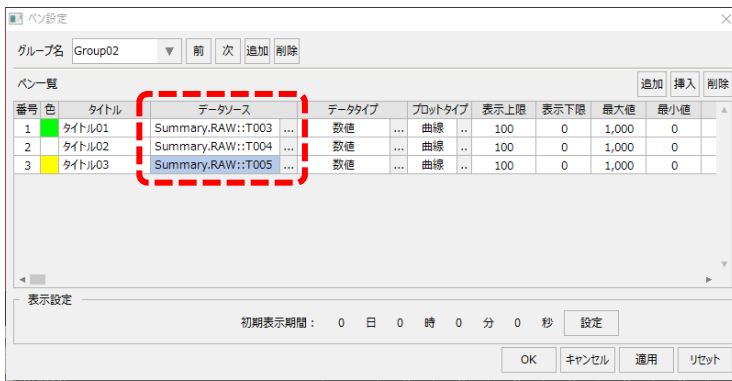 ペン設定
グループ名 Group02 前 次 追加 削除
ペン一覧 追加 挿入 削除
番号 色 タイトル データソース データタイプ プロットタイプ 表示上限 表示下限 最大値 最小値
1 タイトル01 Summary.RAW::T003 ... 数値 ... 曲線 .. 100 0 1,000 0
2 タイトル02 Summary.RAW::T004 ... 数値 ... 曲線 .. 100 0 1,000 0
3 タイトル03 Summary.RAW::T005 ... 数値 ... 曲線 .. 100 0 1,000 0
表示設定
初期表示期間： 0 日 0 時 0 分 0 秒 設定
OK キャンセル 適用 リセット